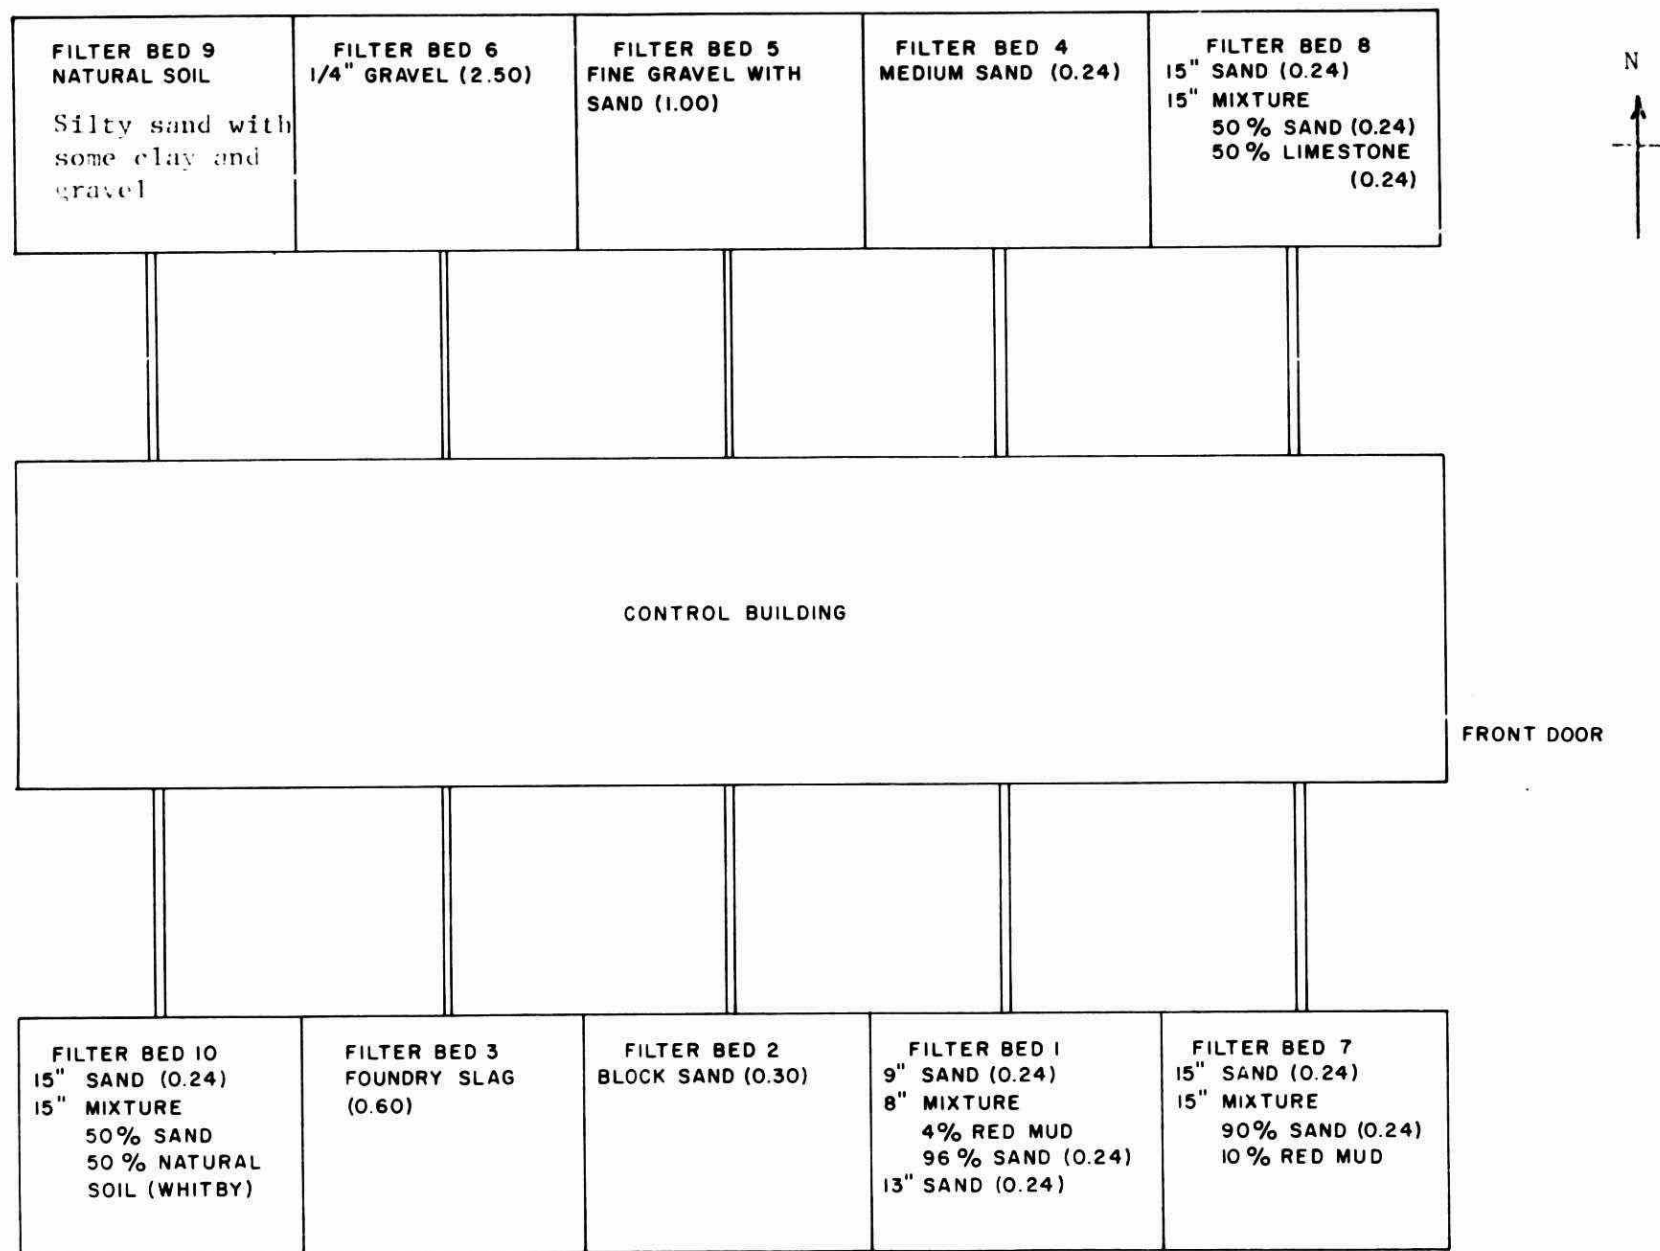 FILTER BED 9
NATURAL SOIL
Silty sand with
some clay and
gravel
FILTER BED 6
1/4" GRAVEL (2.50)
FILTER BED 5
FINE GRAVEL WITH
SAND (1.00)
FILTER BED 4
MEDIUM SAND (0.24)
FILTER BED 8
15" SAND (0.24)
15" MIXTURE
50% SAND (0.24)
50% LIMESTONE
(0.24)
N
CONTROL BUILDING
FRONT DOOR
FILTER BED 10
15" SAND (0.24)
15" MIXTURE
50% SAND
50% NATURAL
SOIL (WHITBY)
FILTER BED 3
FOUNDRY SLAG
(0.60)
FILTER BED 2
BLOCK SAND (0.30)
FILTER BED 1
9" SAND (0.24)
8" MIXTURE
4% RED MUD
96% SAND (0.24)
13" SAND (0.24)
FILTER BED 7
15" SAND (0.24)
15" MIXTURE
90% SAND (0.24)
10% RED MUD